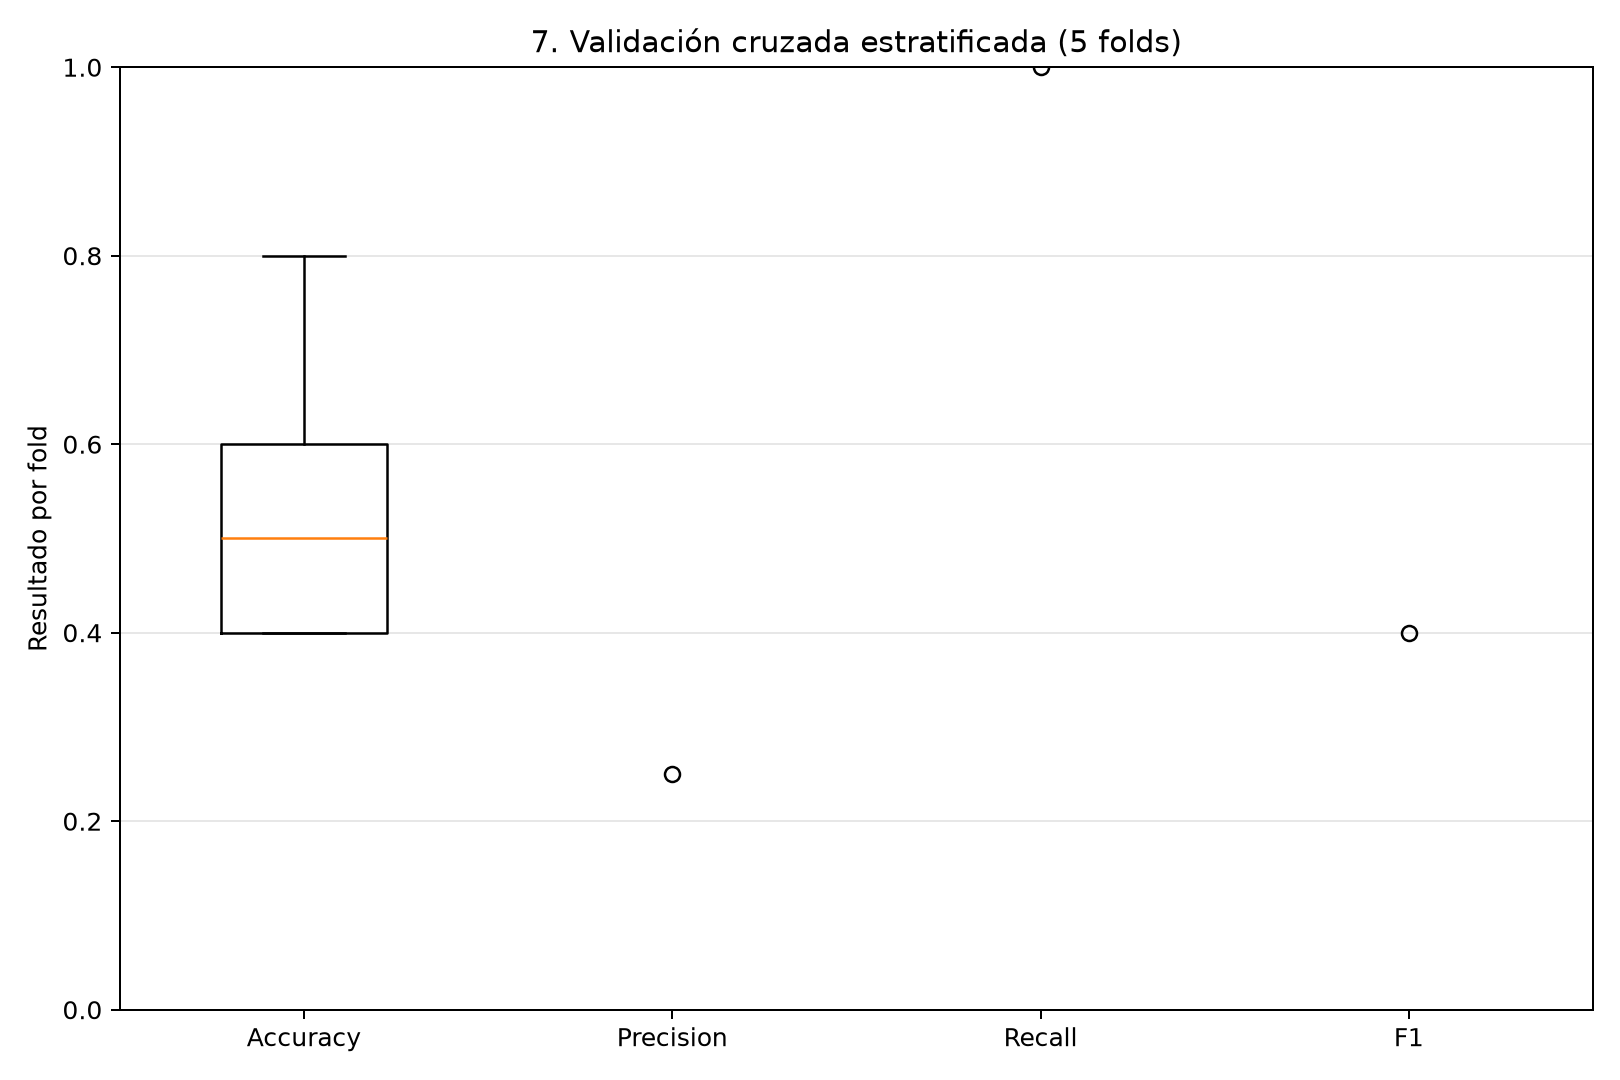 7. Validación cruzada estratificada (5 folds)
1.0
0.8
0.6
0.4
0.2
0.0
Resultado por fold
Accuracy Precision Recall F1